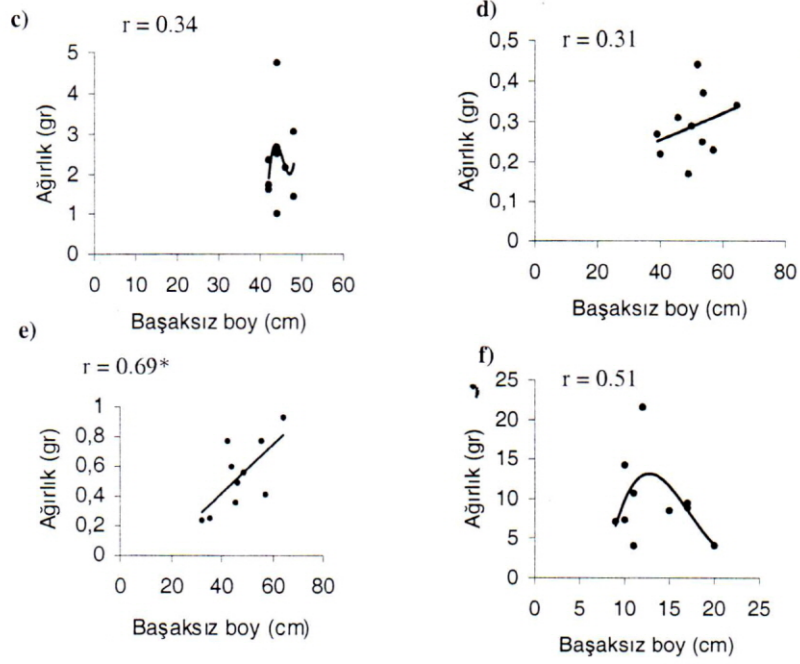 c)
r = 0.34
Ağırlık (gr)
5
4
3
2
1
0
0 10 20 30 40 50 60
Başaksız boy (cm)
d)
r = 0.31
Ağırlık (gr)
0,5
0,4
0,3
0,2
0,1
0
0 20 40 60 80
Başaksız boy (cm)
e)
r = 0.69*
Ağırlık (gr)
1
0,8
0,6
0,4
0,2
0
0 20 40 60 80
Başaksız boy (cm)
f)
r = 0.51
Ağırlık (gr)
25
20
15
10
5
0
0 5 10 15 20 25
Başaksız boy (cm)